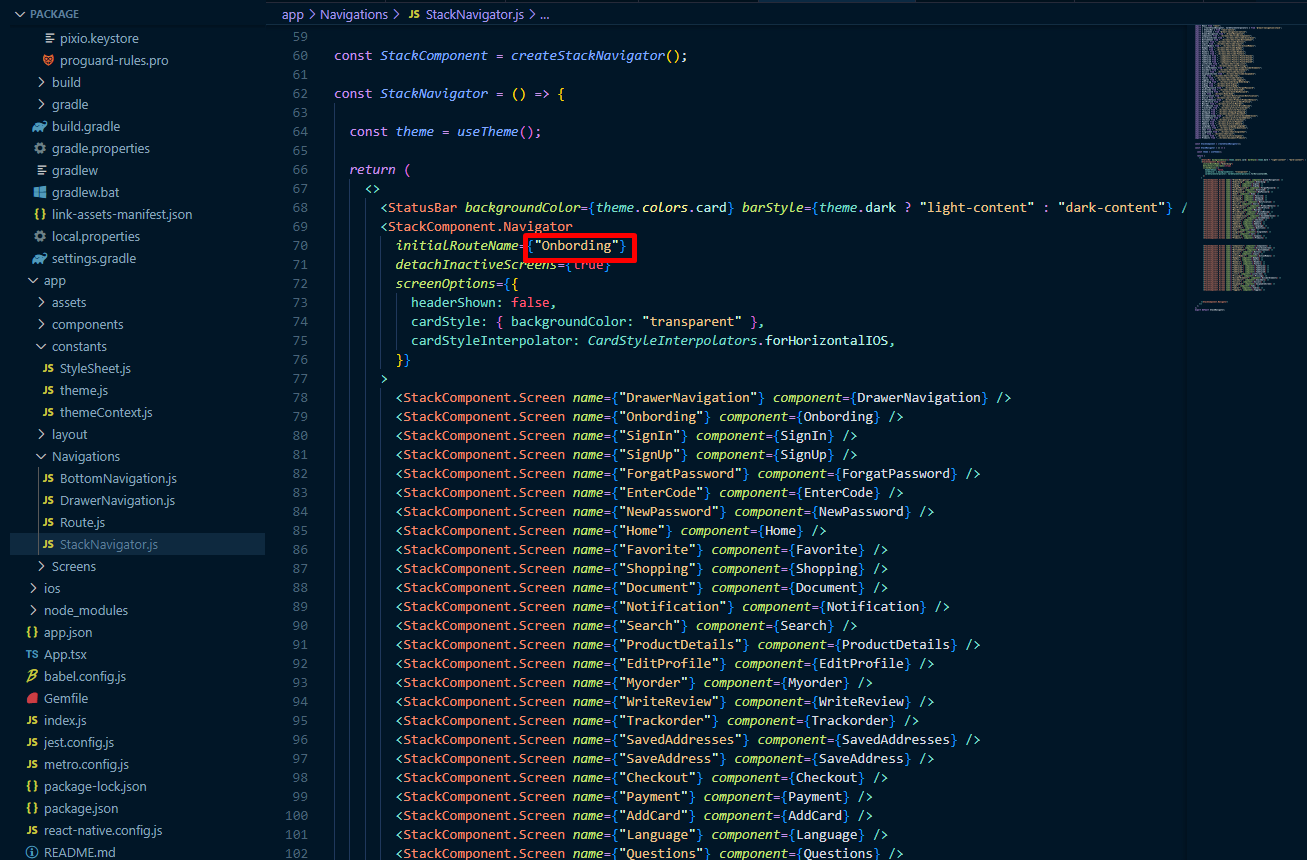 PACKAGE
pixio.keystore
proguard-rules.pro
build
gradle
build.gradle
gradle.properties
gradlew
gradlew.bat
link-assets-manifest.json
local.properties
settings.gradle
app
assets
components
constants
StyleSheet.js
theme.js
themeContext.js
layout
Navigations
BottomNavigation.js
DrawerNavigation.js
Route.js
StackNavigator.js
Screens
ios
node_modules
app.json
App.tsx
babel.config.js
Gemfile
index.js
jest.config.js
metro.config.js
package-lock.json
package.json
react-native.config.js
README.md
app > Navigations > JS StackNavigator.js > ...
59
60 const StackComponent = createStackNavigator();
61
62 const StackNavigator = () => {
63
64 const theme = useTheme();
65
66 return (
67 <>
68 <StatusBar backgroundColor={theme.colors.card} barStyle={theme.dark ? "light-content" : "dark-content"} /
69 <StackComponent.Navigator
70 initialRouteName={"Onbording"}
71 detachInactiveScreens={true}
72 screenOptions={{
73 headerShown: false,
74 cardStyle: { backgroundColor: "transparent" },
75 cardStyleInterpolator: CardStyleInterpolators.forHorizontalIOS,
76 }}
77 >
78 <StackComponent.Screen name={"DrawerNavigation"} component={DrawerNavigation} />
79 <StackComponent.Screen name={"Onbording"} component={Onbording} />
80 <StackComponent.Screen name={"SignIn"} component={SignIn} />
81 <StackComponent.Screen name={"SignUp"} component={SignUp} />
82 <StackComponent.Screen name={"ForgatPassword"} component={ForgatPassword} />
83 <StackComponent.Screen name={"EnterCode"} component={EnterCode} />
84 <StackComponent.Screen name={"NewPassword"} component={NewPassword} />
85 <StackComponent.Screen name={"Home"} component={Home} />
86 <StackComponent.Screen name={"Favorite"} component={Favorite} />
87 <StackComponent.Screen name={"Shopping"} component={Shopping} />
88 <StackComponent.Screen name={"Document"} component={Document} />
89 <StackComponent.Screen name={"Notification"} component={Notification} />
90 <StackComponent.Screen name={"Search"} component={Search} />
91 <StackComponent.Screen name={"ProductDetails"} component={ProductDetails} />
92 <StackComponent.Screen name={"EditProfile"} component={EditProfile} />
93 <StackComponent.Screen name={"Myorder"} component={Myorder} />
94 <StackComponent.Screen name={"WriteReview"} component={WriteReview} />
95 <StackComponent.Screen name={"Trackorder"} component={Trackorder} />
96 <StackComponent.Screen name={"SavedAddresses"} component={SavedAddresses} />
97 <StackComponent.Screen name={"SaveAddress"} component={SaveAddress} />
98 <StackComponent.Screen name={"Checkout"} component={Checkout} />
99 <StackComponent.Screen name={"Payment"} component={Payment} />
100 <StackComponent.Screen name={"AddCard"} component={AddCard} />
101 <StackComponent.Screen name={"Language"} component={Language} />
102 <StackComponent.Screen name={"Questions"} component={Questions} />